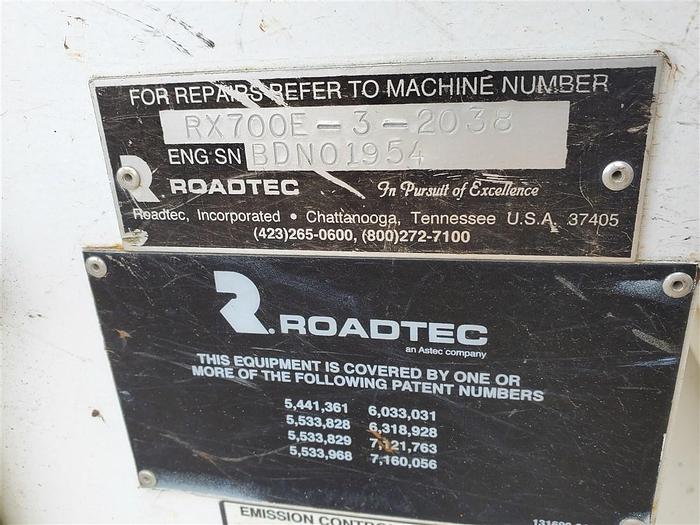 FOR REPAIRS REFER TO MACHINE NUMBER
RX700E-3-2038
ENG SN BDN01954
ROADTEC In Pursuit of Excellence
Roadtec, Incorporated • Chattanooga, Tennessee U.S.A. 37405
(423)265-0600, (800)272-7100
ROADTEC
an Astec company
THIS EQUIPMENT IS COVERED BY ONE OR
MORE OF THE FOLLOWING PATENT NUMBERS
5,441,361 6,033,031
5,533,828 6,318,928
5,533,829 7,121,763
5,533,968 7,160,056
EMISSION CONTRO